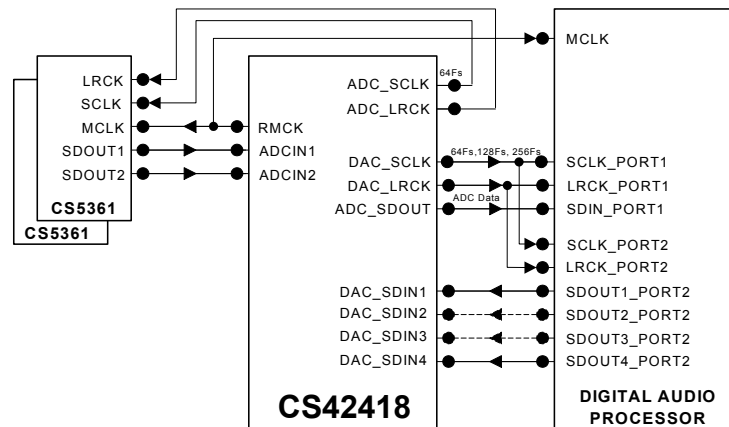 MCLK
LRCK
SCLK
MCLK
SDOUT1
SDOUT2
CS5361
CS5361
ADC_SCLK
64Fs
ADC_LRCK
RMCK
ADCIN1
ADCIN2
DAC_SCLK
64Fs,128Fs, 256Fs
DAC_LRCK
ADC_SDOUT
ADC Data
SCLK_PORT1
LRCK_PORT1
SDIN_PORT1
SCLK_PORT2
LRCK_PORT2
DAC_SDIN1
DAC_SDIN2
DAC_SDIN3
DAC_SDIN4
SDOUT1_PORT2
SDOUT2_PORT2
SDOUT3_PORT2
SDOUT4_PORT2
CS42418
DIGITAL AUDIO
PROCESSOR